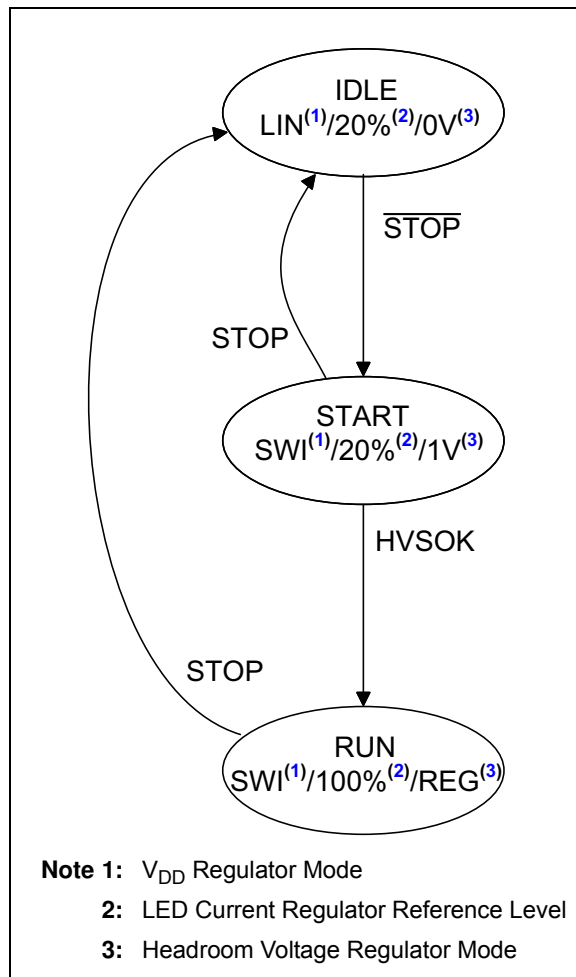 IDLE
LIN(1)/20%(2)/0V(3)
STOP
STOP
START
SWI(1)/20%(2)/1V(3)
HVSOK
STOP
RUN
SWI(1)/100%(2)/REG(3)
Note 1: VDD Regulator Mode
2: LED Current Regulator Reference Level
3: Headroom Voltage Regulator Mode